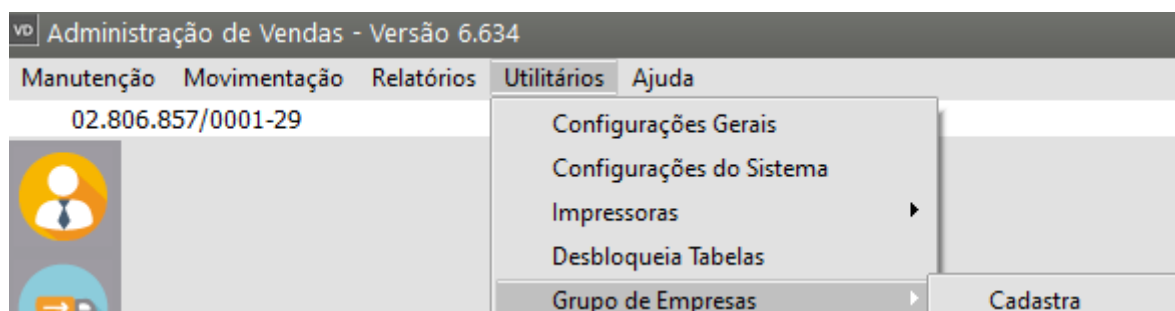 VD Administração de Vendas - Versão 6.634
Manutenção Movimentação Relatórios Utilitários Ajuda
02.806.857/0001-29
Configurações Gerais
Configurações do Sistema
Impressoras
Desbloqueia Tabelas
Grupo de Empresas Cadastra